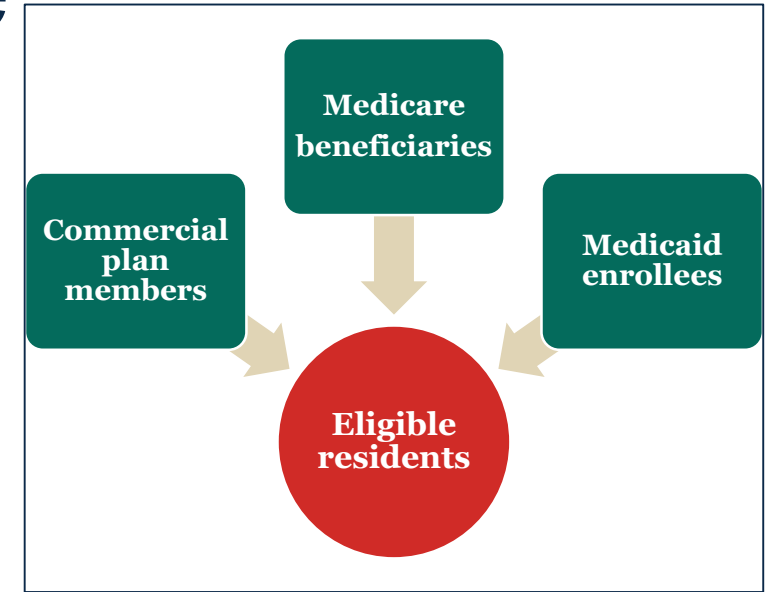 Medicare
beneficiaries
Commercial
plan
members
Medicaid
enrollees
Eligible
residents